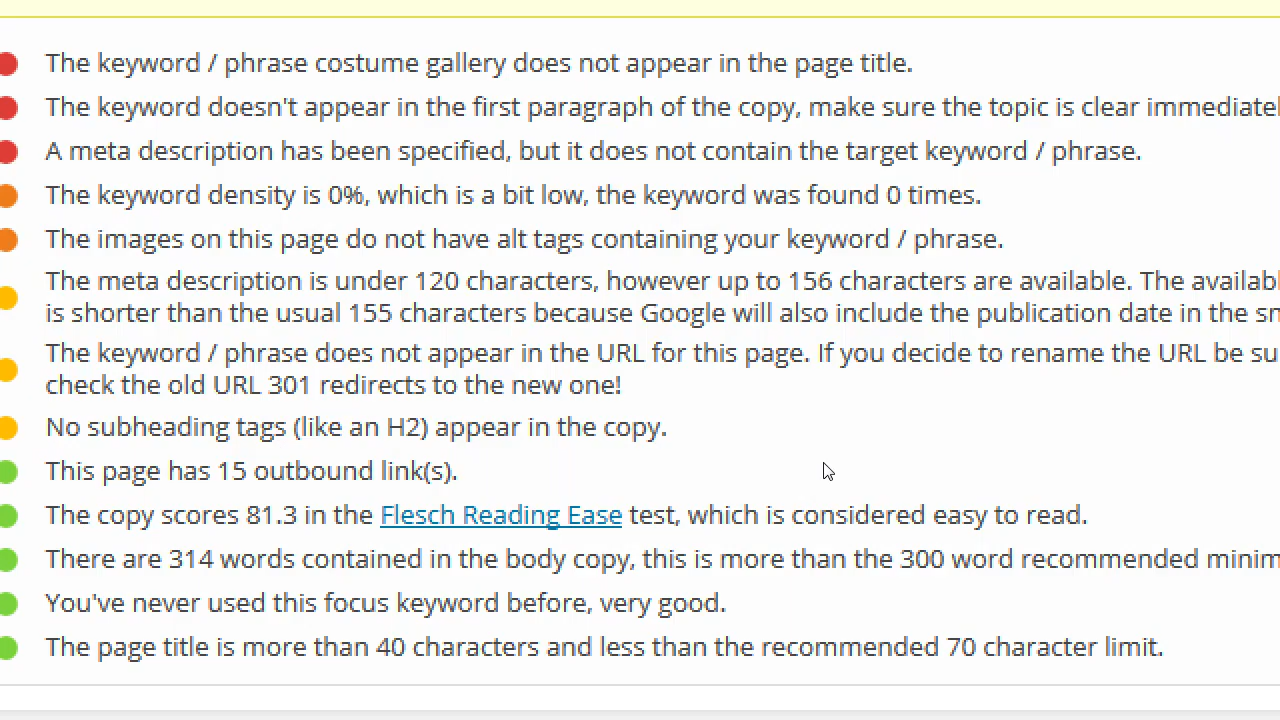 The keyword / phrase costume gallery does not appear in the page title.
The keyword doesn't appear in the first paragraph of the copy, make sure the topic is clear
A meta description has been specified, but it does not contain the target keyword / phrase.
The keyword density is 0%, which is a bit low, the keyword was found 0 times.
The images on this page do not have alt tags containing your keyword / phrase.
The meta description is under 120 characters, however up to 156 characters are available. The
is shorter than the usual 155 characters because Google will also include the publication date in the
The keyword / phrase does not appear in the URL for this page. If you decide to rename the URL be
check the old URL 301 redirects to the new one!
No subheading tags (like an H2) appear in the copy.
This page has 15 outbound link(s).
The copy scores 81.3 in the Flesch Reading Ease test, which is considered easy to read.
There are 314 words contained in the body copy, this is more than the 300 word recommended
You've never used this focus keyword before, very good.
The page title is more than 40 characters and less than the recommended 70 character limit.